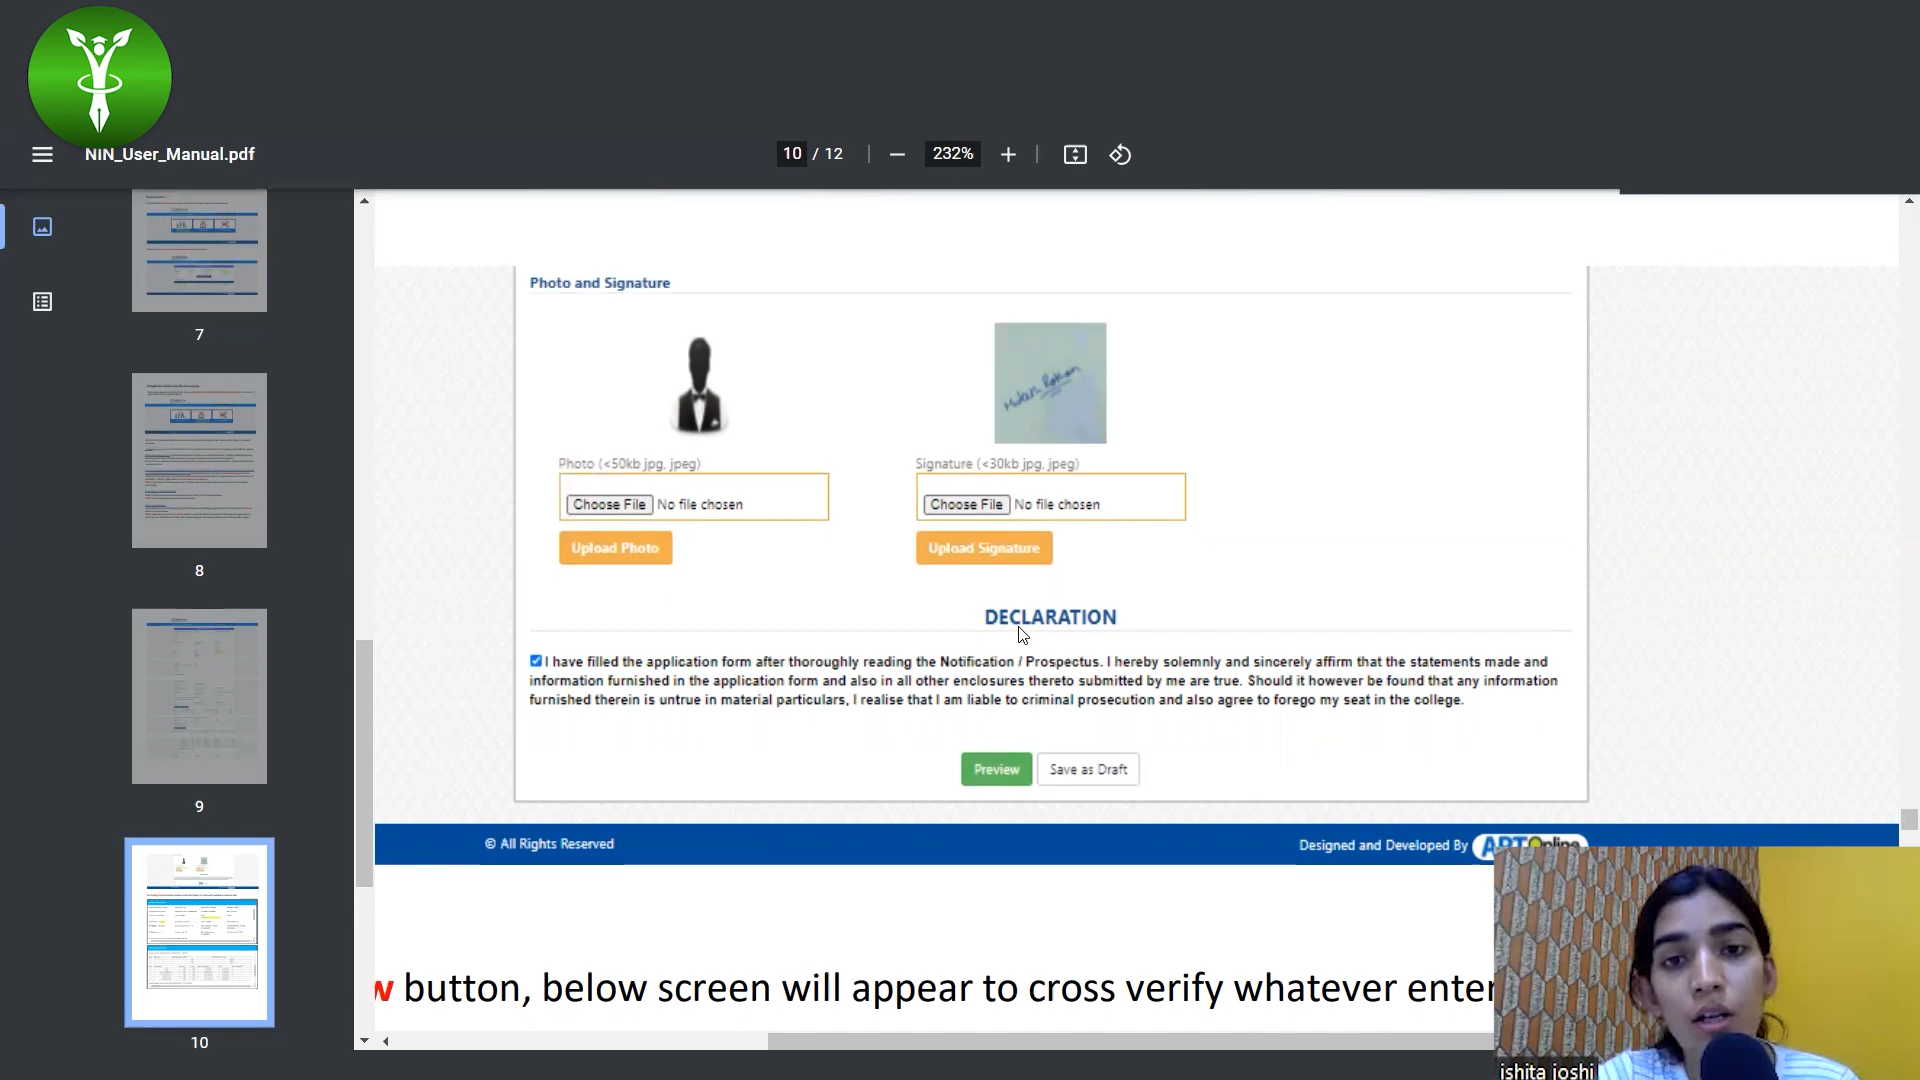 NIN_User_Manual.pdf
10 / 12
232%
7
8
9
10
Photo and Signature
Photo (<50kb jpg, jpeg)
Choose File No file chosen
Upload Photo
Signature (<30kb jpg, jpeg)
Choose File No file chosen
Upload Signature
DECLARATION
I have filled the application form after thoroughly reading the Notification / Prospectus. I hereby solemnly and sincerely affirm that the statements made and
information furnished in the application form and also in all other enclosures thereto submitted by me are true. Should it however be found that any information
furnished therein is untrue in material particulars, I realise that I am liable to criminal prosecution and also agree to forego my seat in the college.
Preview
Save as Draft
© All Rights Reserved
Designed and Developed By
w button, below screen will appear to cross verify whatever enter
ishita joshi